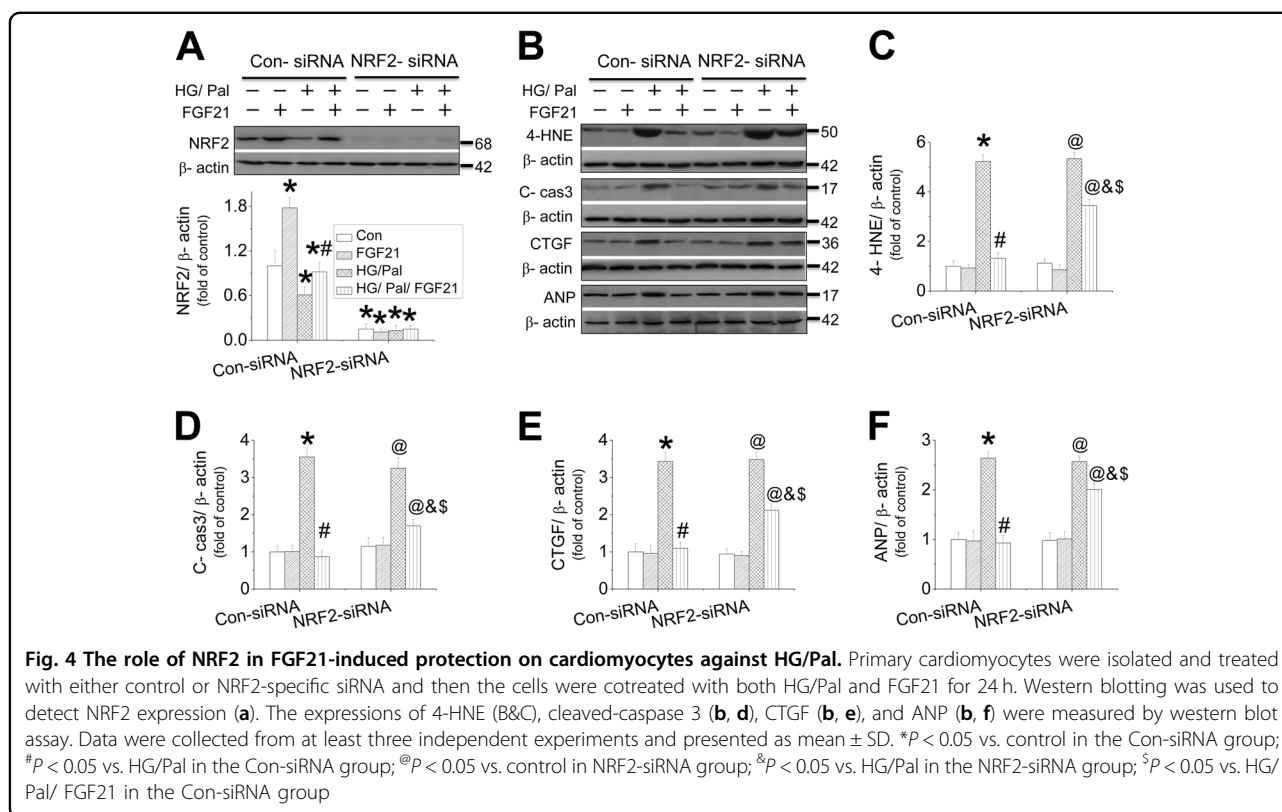 A
Con- siRNA NRF2- siRNA
HG/ Pal − − + + − − + +
FGF21 − + − + − + − +
NRF2 68
β- actin 42
NRF2/ β- actin
(fold of control)
1.8
1.2
0.6
0.0
* * *# * * * * *
Con
FGF21
HG/Pal
HG/ Pal/ FGF21
Con-siRNA
NRF2-siRNA
B
Con- siRNA NRF2- siRNA
HG/ Pal − − + + − − + +
FGF21 − + − + − + − +
4-HNE 50
β- actin 42
C- cas3 17
β- actin 42
CTGF 36
β- actin 42
ANP 17
β- actin 42
C
4- HNE/ β- actin
(fold of control)
6
4
2
0
* # @ @&$
Con-siRNA
NRF2-siRNA
D
C- cas3/ β- actin
(fold of control)
4
3
2
1
0
* # @ @&$
Con-siRNA
NRF2-siRNA
E
CTGF/ β- actin
(fold of control)
4
3
2
1
0
* # @ @&$
Con-siRNA
NRF2-siRNA
F
ANP/ β- actin
(fold of control)
3
2
1
0
* # @ @&$
Con-siRNA
NRF2-siRNA
Fig. 4 The role of NRF2 in FGF21-induced protection on cardiomyocytes against HG/Pal. Primary cardiomyocytes were isolated and treated
with either control or NRF2-specific siRNA and then the cells were cotreated with both HG/Pal and FGF21 for 24 h. Western blotting was used to
detect NRF2 expression (a). The expressions of 4-HNE (B&C), cleaved-caspase 3 (b, d), CTGF (b, e), and ANP (b, f) were measured by western blot
assay. Data were collected from at least three independent experiments and presented as mean ± SD. *P < 0.05 vs. control in the Con-siRNA group;
#P < 0.05 vs. HG/Pal in the Con-siRNA group; @P < 0.05 vs. control in NRF2-siRNA group; &P < 0.05 vs. HG/Pal in the NRF2-siRNA group; $P < 0.05 vs. HG/
Pal/ FGF21 in the Con-siRNA group